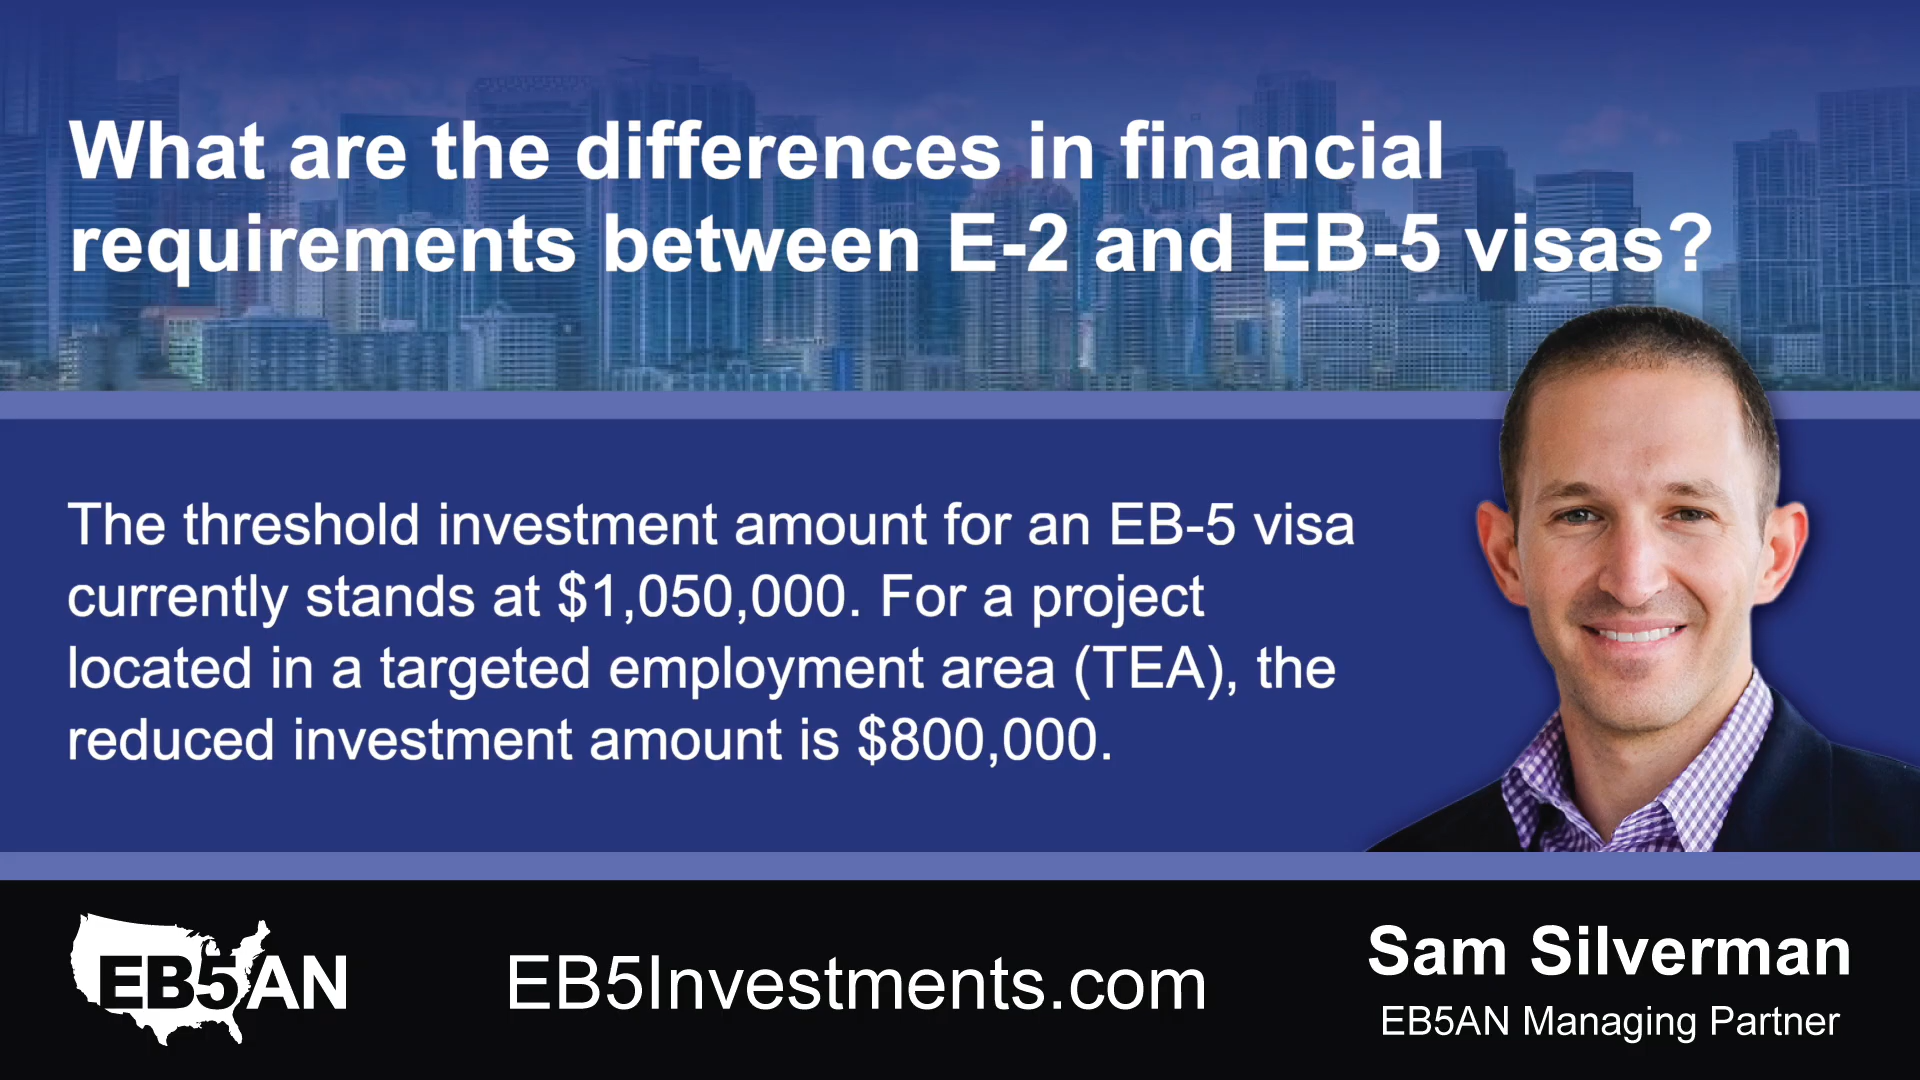 What are the differences in financial
requirements between E-2 and EB-5 visas?
The threshold investment amount for an EB-5 visa
currently stands at $1,050,000. For a project
located in a targeted employment area (TEA), the
reduced investment amount is $800,000.
EB5AN
EB5Investments.com
Sam Silverman
EB5AN Managing Partner